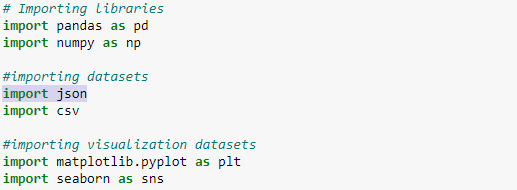 # Importing libraries
import pandas as pd
import numpy as np
#importing datasets
import json
import csv
#importing visualization datasets
import matplotlib.pyplot as plt
import seaborn as sns